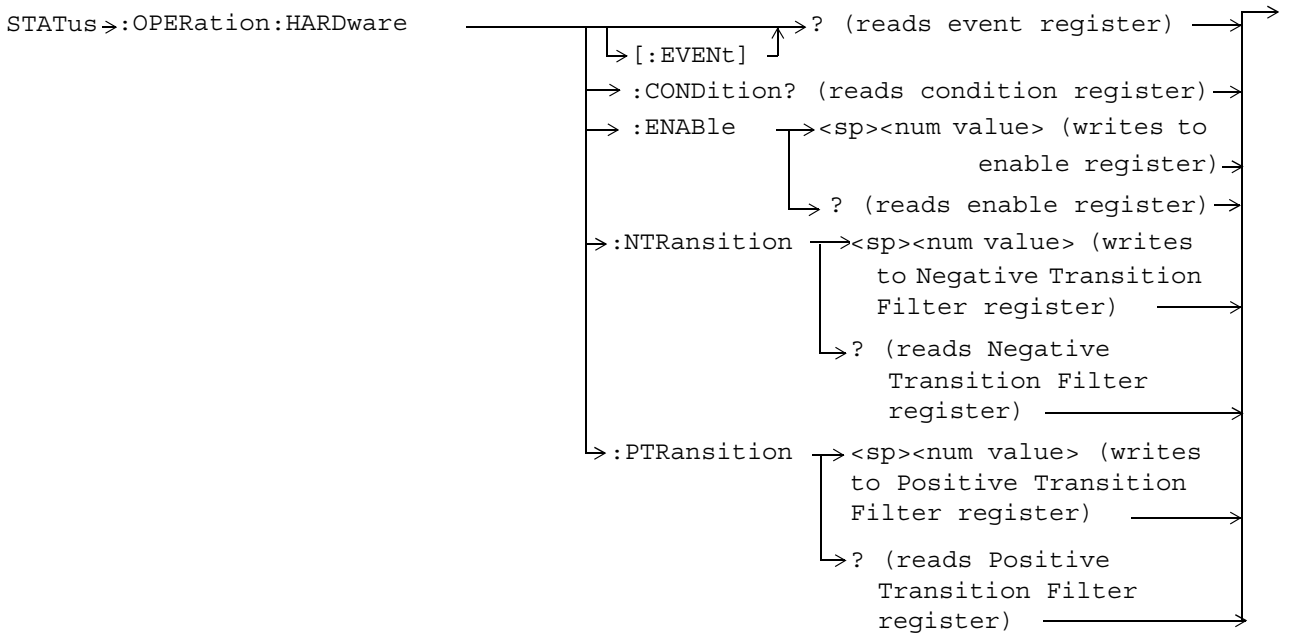 STATus :OPERation:HARDware ? (reads event register)
[:EVENt]
:CONDition? (reads condition register)
:ENABle <sp><num value> (writes to
enable register)
? (reads enable register)
:NTRansition <sp><num value> (writes
to Negative Transition
Filter register)
? (reads Negative
Transition Filter
register)
:PTRansition <sp><num value> (writes
to Positive Transition
Filter register)
? (reads Positive
Transition Filter
register)